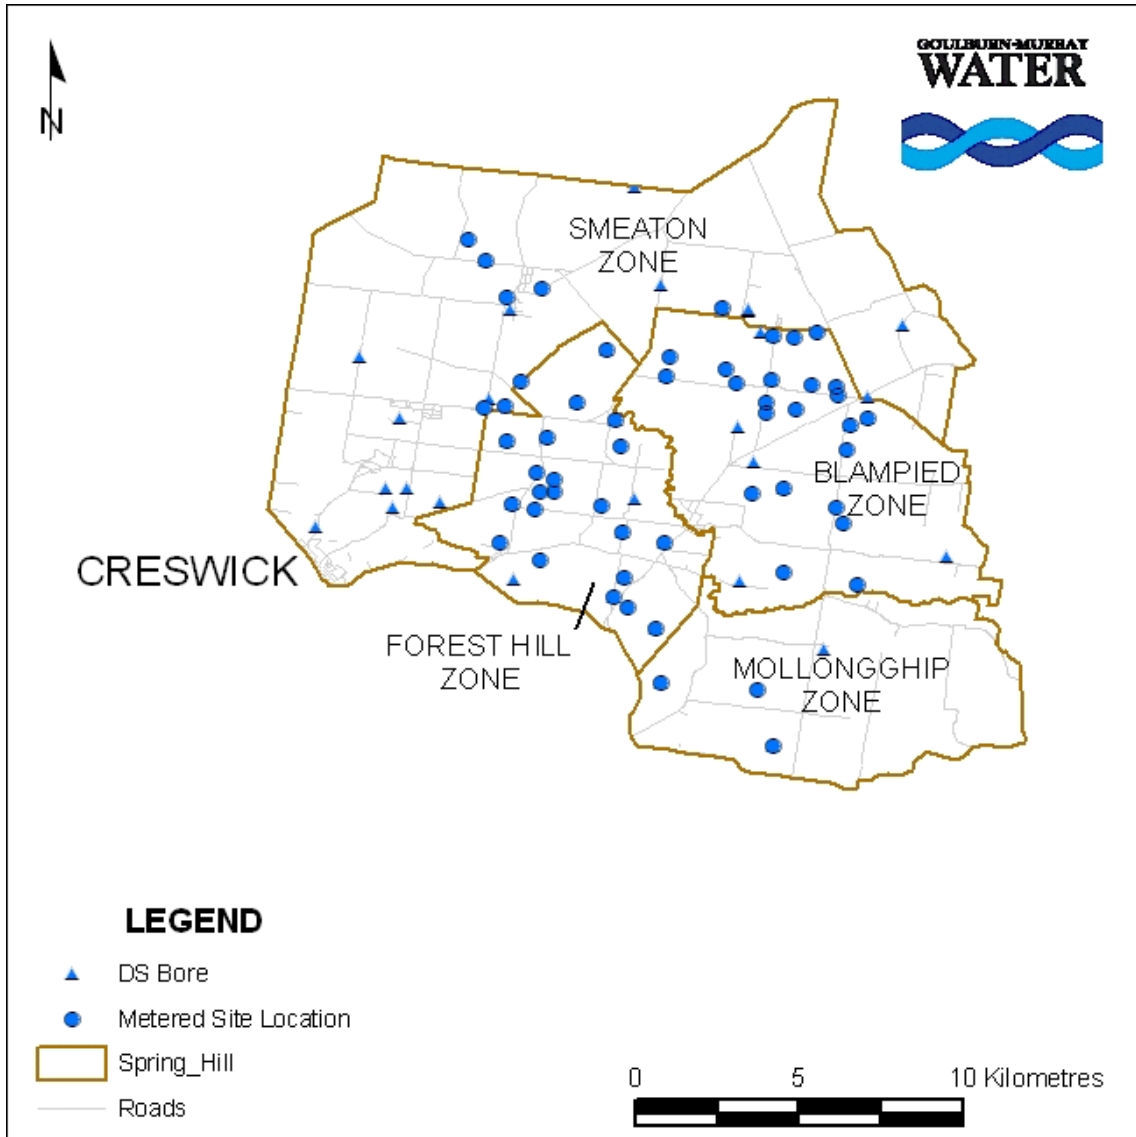 N
GOULBURN-MURRAY
WATER
SMEATON
ZONE
BLAMPIED
ZONE
CRESWICK
FOREST HILL
ZONE
MOLLONGGHIP
ZONE
LEGEND
DS Bore
Metered Site Location
Spring_Hill
Roads
0 5 10 Kilometres